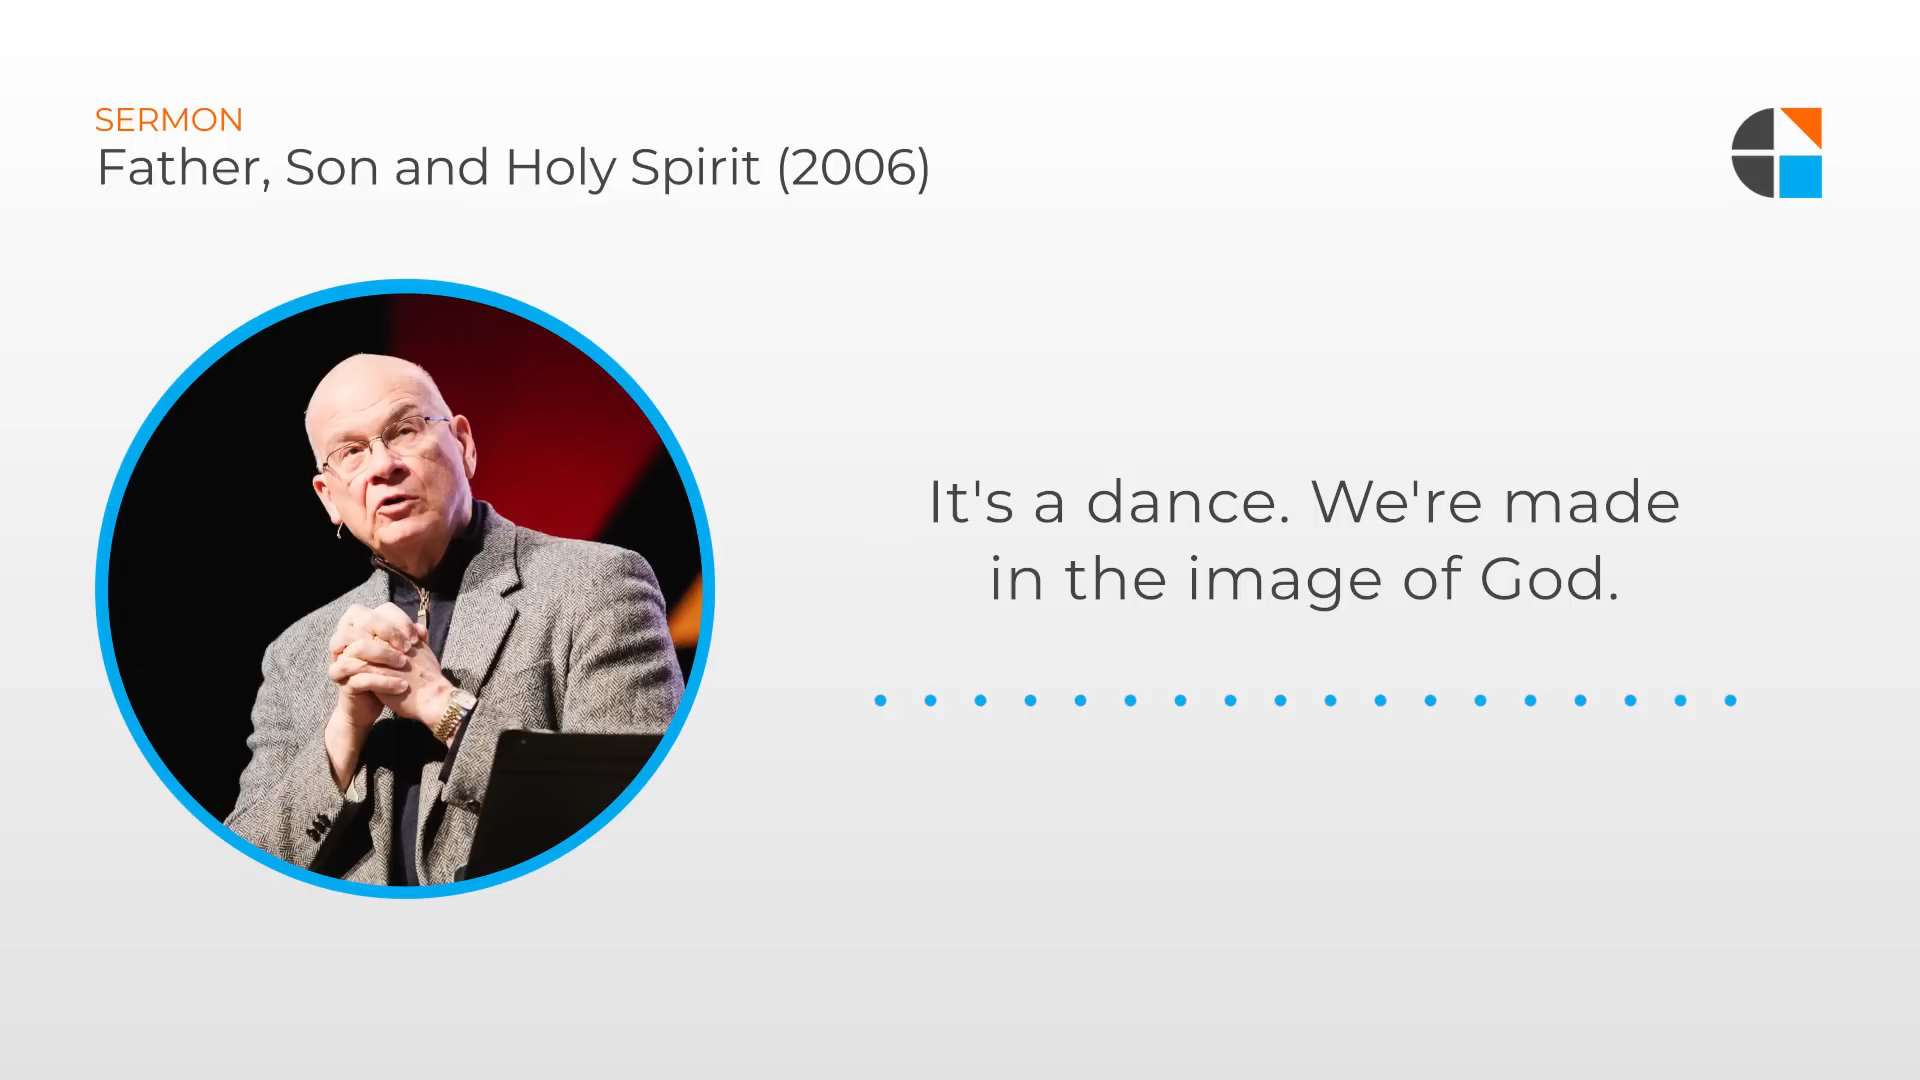 SERMON
Father, Son and Holy Spirit (2006)
It's a dance. We're made
in the image of God.